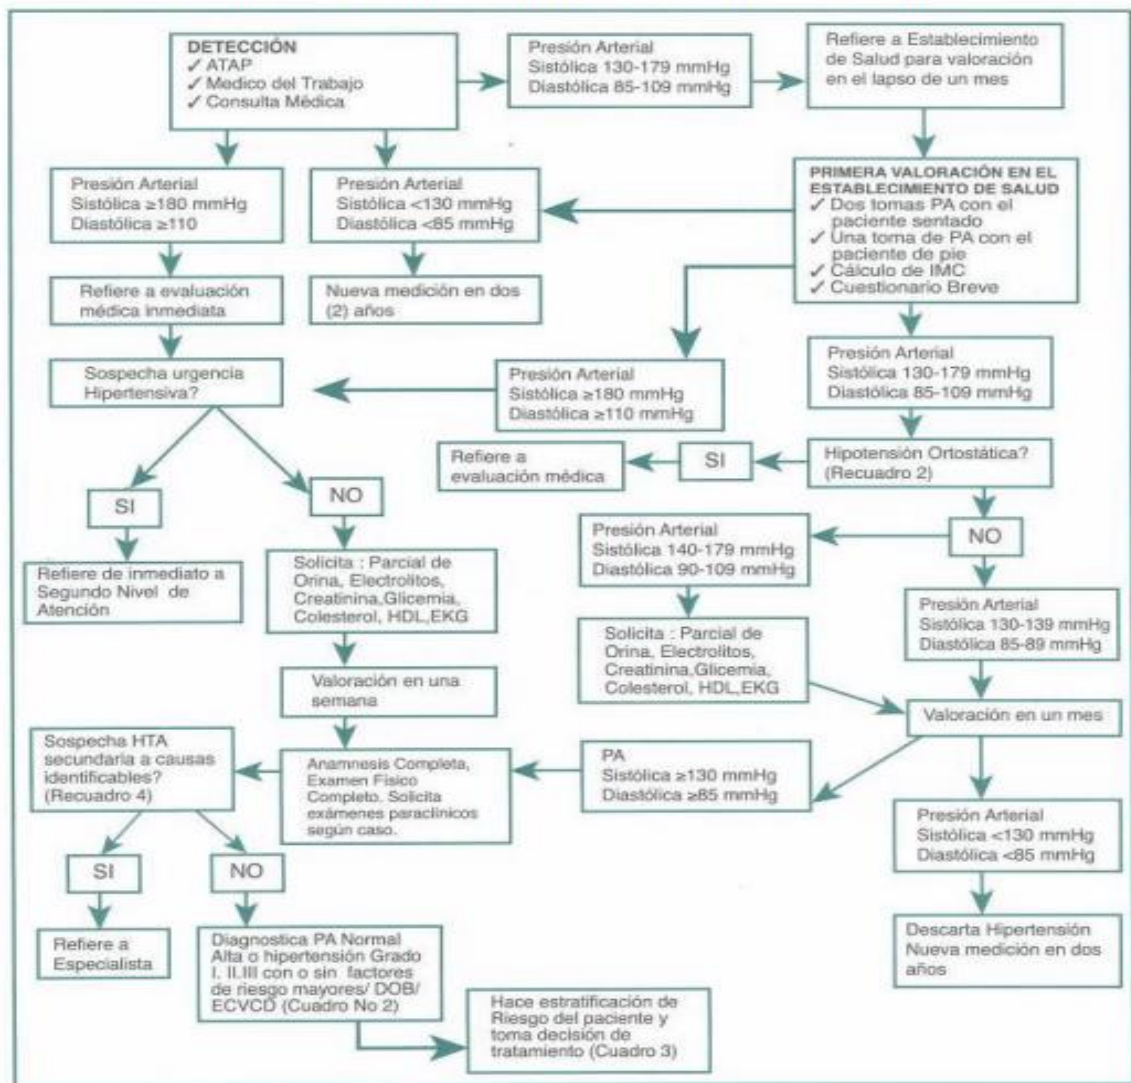 DETECCIÓN
✓ ATAP
✓ Medico del Trabajo
✓ Consulta Médica
Presión Arterial
Sistólica 130-179 mmHg
Diastólica 85-109 mmHg
Refiere a Establecimiento
de Salud para valoración
en el lapso de un mes
Presión Arterial
Sistólica ≥180 mmHg
Diastólica ≥110
Presión Arterial
Sistólica <130 mmHg
Diastólica <85 mmHg
PRIMERA VALORACIÓN EN EL
ESTABLECIMIENTO DE SALUD
✓ Dos tomas PA con el
paciente sentado
✓ Una toma de PA con el
paciente de pie
✓ Cálculo de IMC
✓ Cuestionario Breve
Refiere a evaluación
médica inmediata
Nueva medición en dos
(2) años
Sospecha urgencia
Hipertensiva?
Presión Arterial
Sistólica ≥180 mmHg
Diastólica ≥110 mmHg
Presión Arterial
Sistólica 130-179 mmHg
Diastólica 85-109 mmHg
Refiere a
evaluación médica
SI
Hipotensión Ortostática?
(Recuadro 2)
SI
NO
Presión Arterial
Sistólica 140-179 mmHg
Diastólica 90-109 mmHg
NO
Refiere de inmediato a
Segundo Nivel de
Atención
Solicita : Parcial de
Orina, Electrolitos,
Creatinina,Glicemia,
Colesterol, HDL,EKG
Presión Arterial
Sistólica 130-139 mmHg
Diastólica 85-89 mmHg
Solicita : Parcial de
Orina, Electrolitos,
Creatinina,Glicemia,
Colesterol, HDL,EKG
Valoración en una
semana
Valoración en un mes
Sospecha HTA
secundaria a causas
identificables?
(Recuadro 4)
Anamnesis Completa,
Examen Físico
Completo. Solicita
exámenes paraclínicos
según caso.
PA
Sistólica ≥130 mmHg
Diastólica ≥85 mmHg
Presión Arterial
Sistólica <130 mmHg
Diastólica <85 mmHg
SI
NO
Refiere a
Especialista
Diagnostica PA Normal
Alta o hipertensión Grado
I. II.III con o sin factores
de riesgo mayores/ DOB/
ECVCD (Cuadro No 2)
Descarta Hipertensión
Nueva medición en dos
años
Hace estratificación de
Riesgo del paciente y
toma decisión de
tratamiento (Cuadro 3)